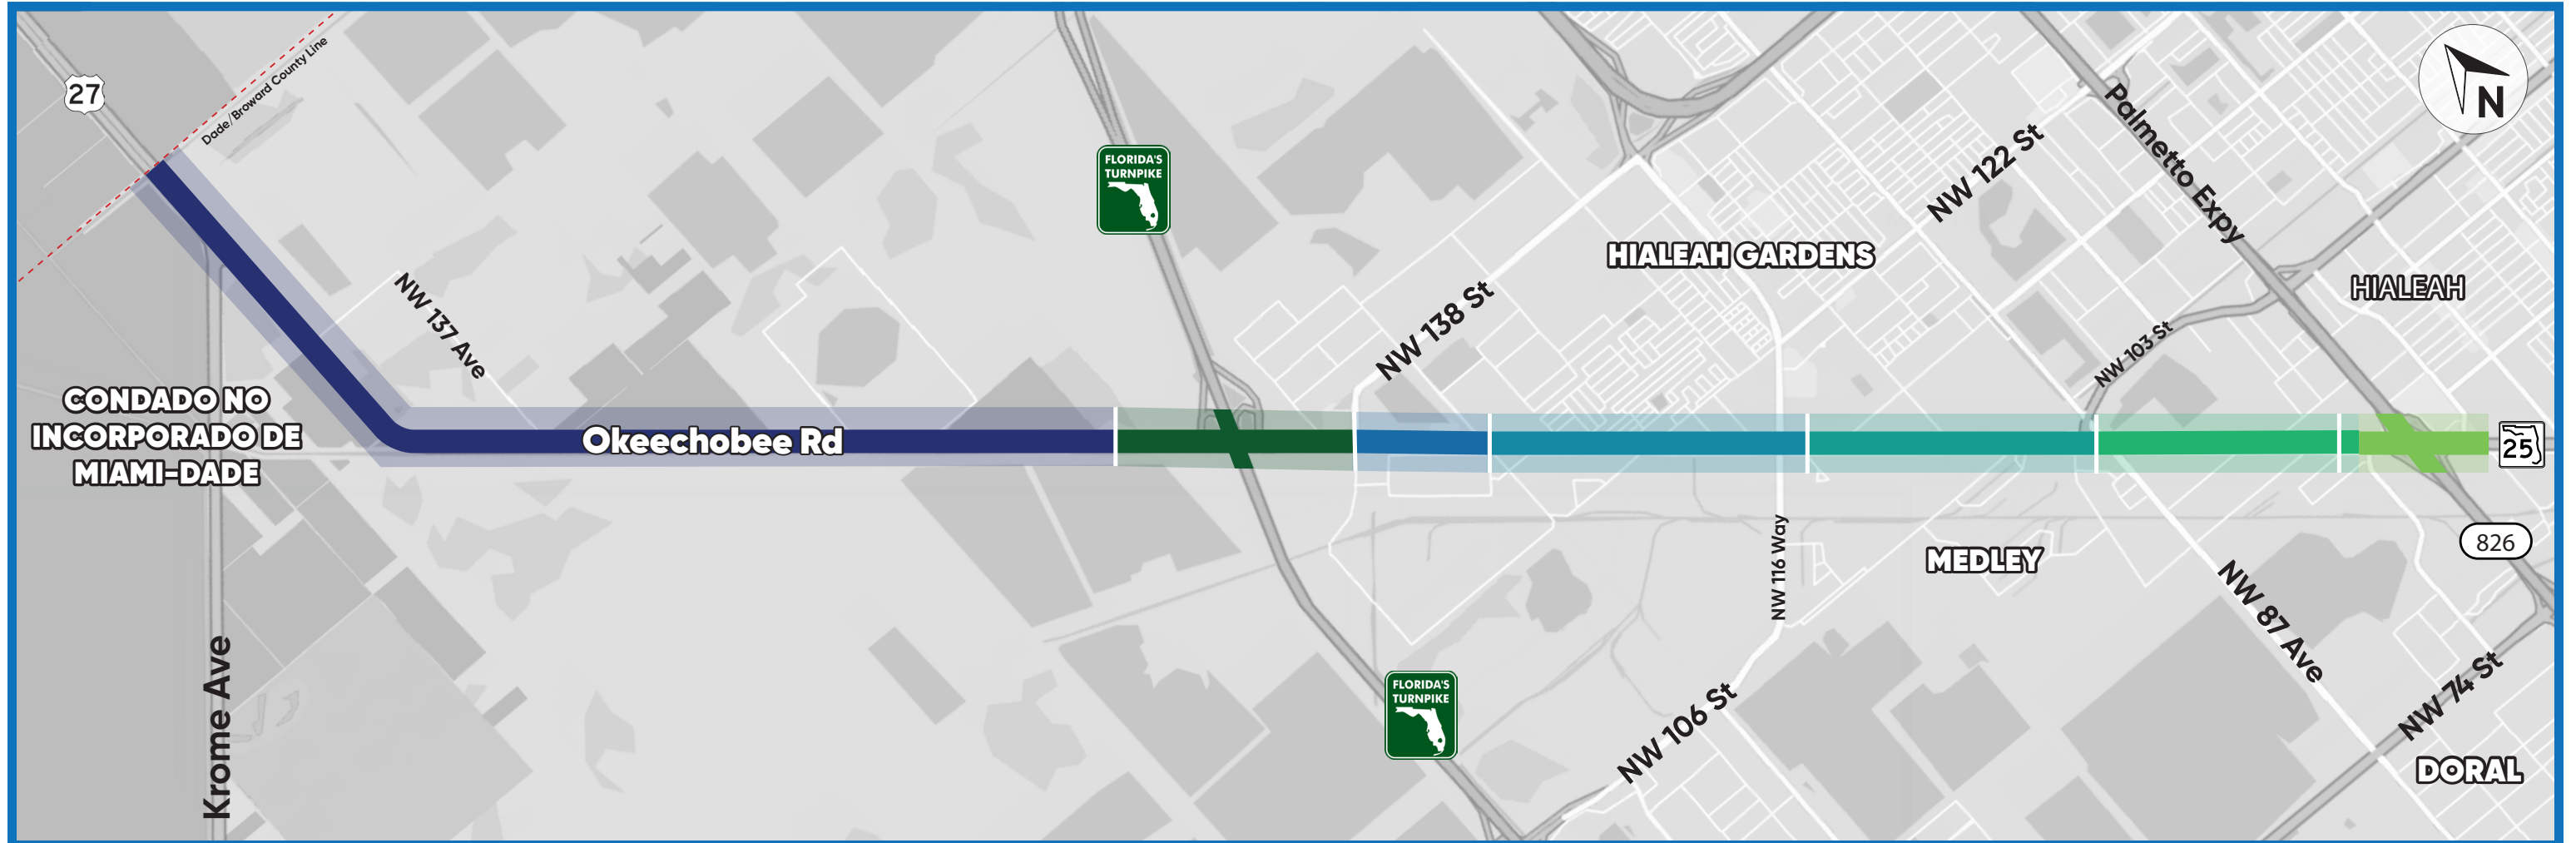 Dade/Broward County Line
27
Palmetto Expy
N
FLORIDA'S
TURNPIKE
NW 122 St
HIALEAH GARDENS
HIALEAH
NW 137 Ave
NW 138 St
NW 103 St
CONDADO NO
INCORPORADO DE
MIAMI-DADE
Okeechobee Rd
25
826
NW 116 Way
MEDLEY
NW 87 Ave
Krome Ave
FLORIDA'S
TURNPIKE
NW 106 St
NW 74 St
DORAL